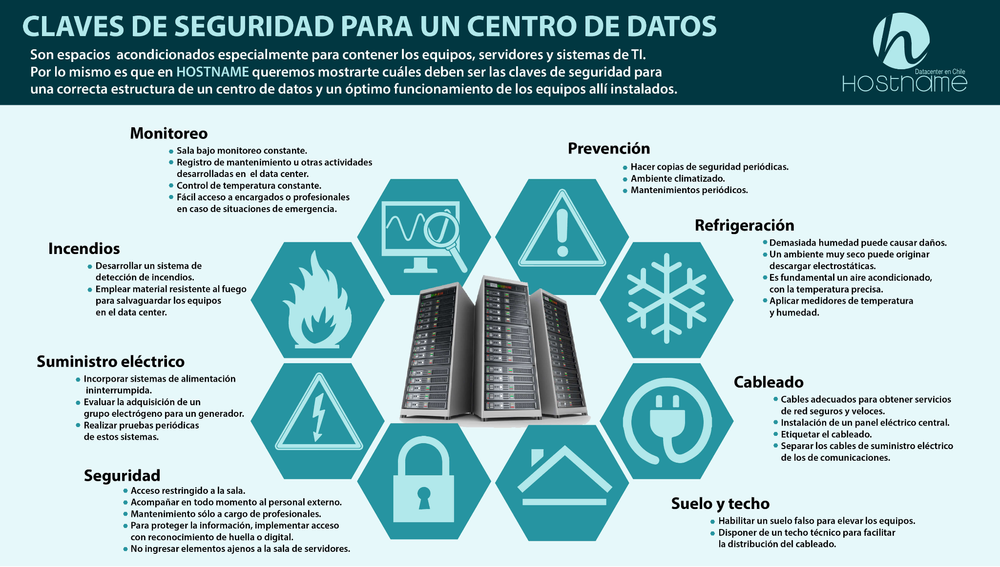 CLAVES DE SEGURIDAD PARA UN CENTRO DE DATOS
Son espacios acondicionados especialmente para contener los equipos, servidores y sistemas de TI.
Por lo mismo es que en HOSTNAME queremos mostrarte cuáles deben ser las claves de seguridad para
una correcta estructura de un centro de datos y un óptimo funcionamiento de los equipos allí instalados.
h
Datacenter en Chile
Hostname
Monitoreo
Sala bajo monitoreo constante.
Registro de mantenimiento u otras actividades
desarrolladas en el data center.
Control de temperatura constante.
Fácil acceso a encargados o profesionales
en caso de situaciones de emergencia.
Prevención
Hacer copias de seguridad periódicas.
Ambiente climatizado.
Mantenimientos periódicos.
Incendios
Desarrollar un sistema de
detección de incendios.
Emplear material resistente al fuego
para salvaguardar los equipos
en el data center.
Refrigeración
Demasiada humedad puede causar daños.
Un ambiente muy seco puede originar
descargar electrostáticas.
Es fundamental un aire acondicionado,
con la temperatura precisa.
Aplicar medidores de temperatura
y humedad.
Suministro eléctrico
Incorporar sistemas de alimentación
ininterrumpida.
Evaluar la adquisición de un
grupo electrógeno para un generador.
Realizar pruebas periódicas
de estos sistemas.
Cableado
Cables adecuados para obtener servicios
de red seguros y veloces.
Instalación de un panel eléctrico central.
Etiquetar el cableado.
Separar los cables de suministro eléctrico
de los de comunicaciones.
Seguridad
Acceso restringido a la sala.
Acompañar en todo momento al personal externo.
Mantenimiento sólo a cargo de profesionales.
Para proteger la información, implementar acceso
con reconocimiento de huella o digital.
No ingresar elementos ajenos a la sala de servidores.
Suelo y techo
Habilitar un suelo falso para elevar los equipos.
Disponer de un techo técnico para facilitar
la distribución del cableado.